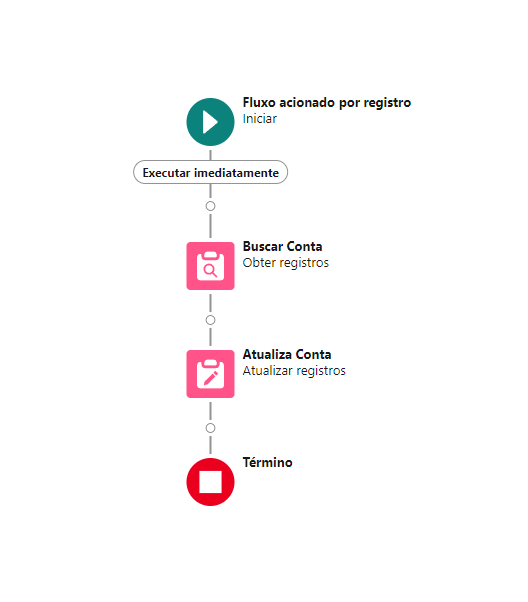 Fluxo acionado por registro
Iniciar
Executar imediatamente
Buscar Conta
Obter registros
Atualiza Conta
Atualizar registros
Término